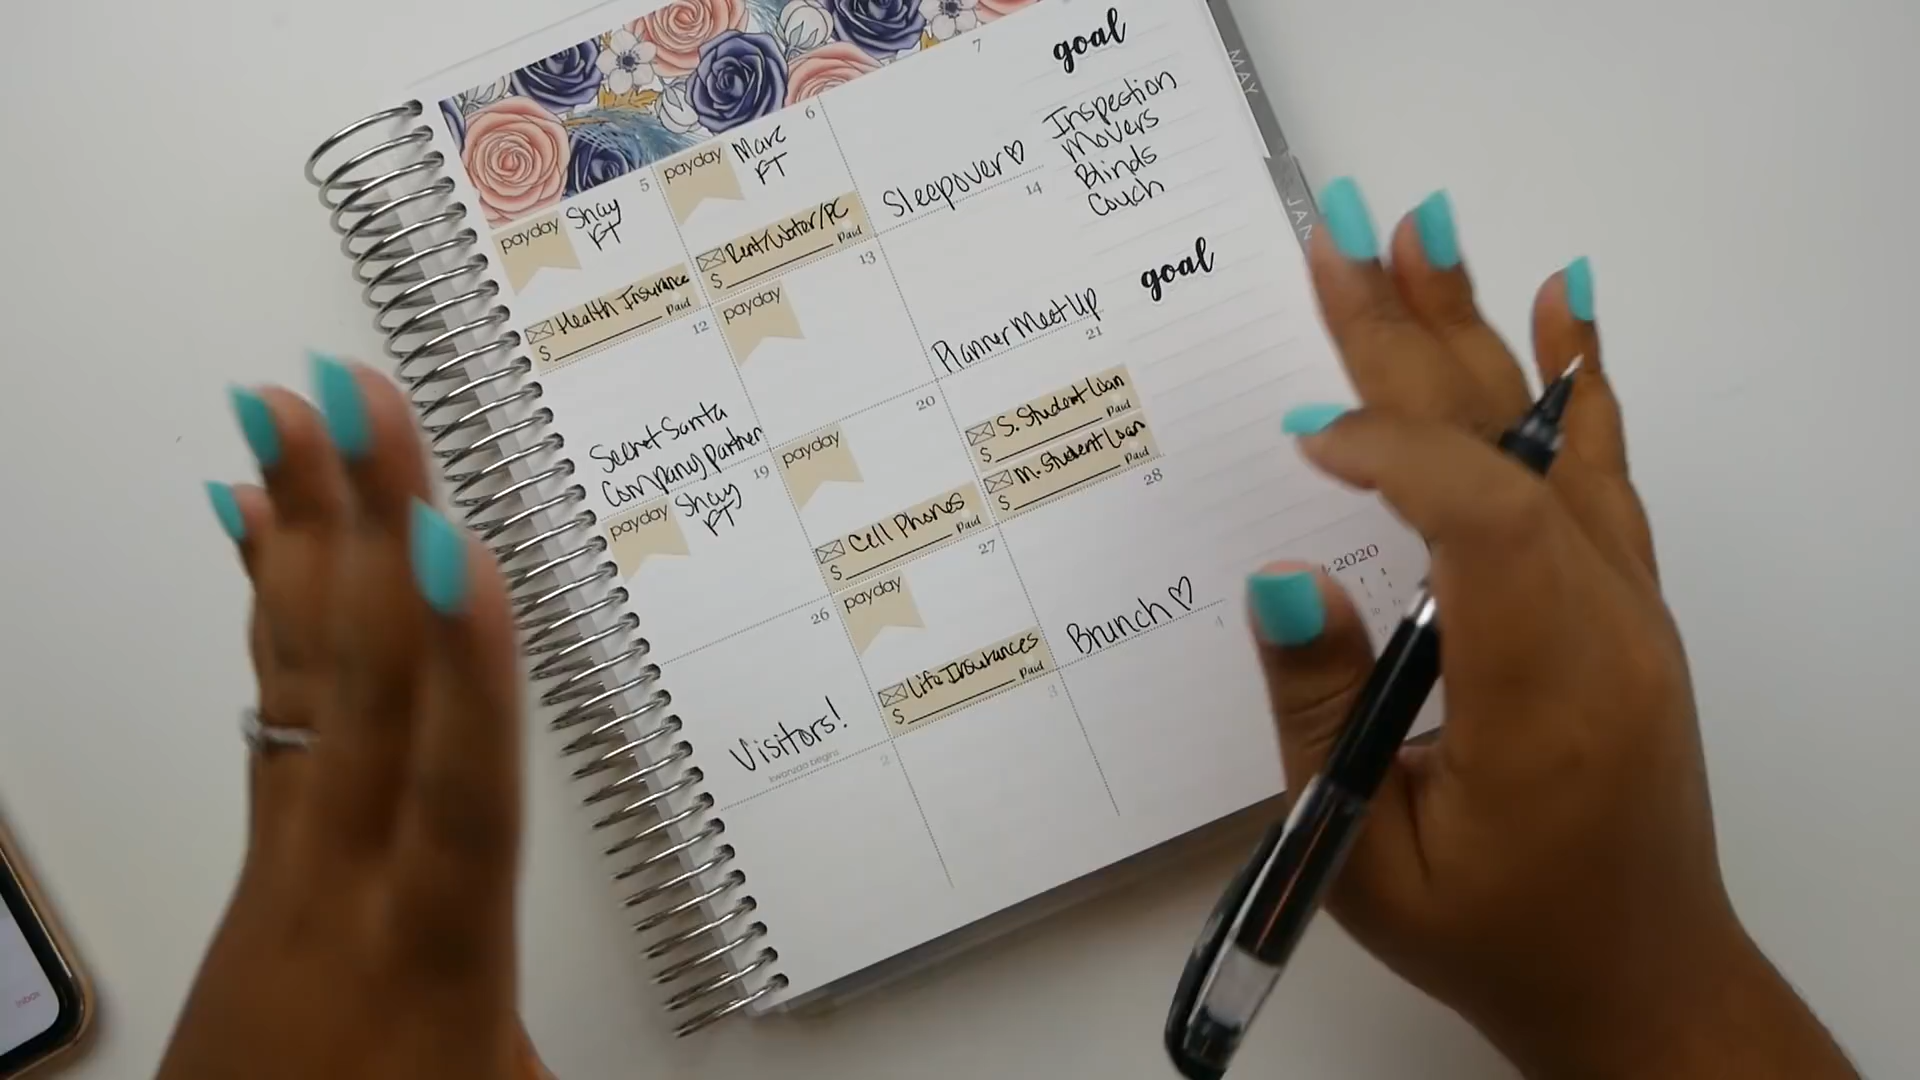 7
goal
Inspection
Movers
Blinds
Couch
6
payday
Marc
FT
Rent/Water/PC
$ Paid
Sleepover♡
5
payday
Shay
FT
Health Insurance
$ Paid
14
Planner Meet Up
goal
13
payday
12
Secret Santa
Company Partner
21
S. Student Loan
$ Paid
M. Student Loan
$ Paid
20
payday
Cell Phones
$ Paid
19
payday
Shay
FT
28
Brunch♡
27
payday
Life Insurances
$ Paid
26
Visitors!
kwanzaa begins
4
3
2
2020
MAY
JAN
Inbox